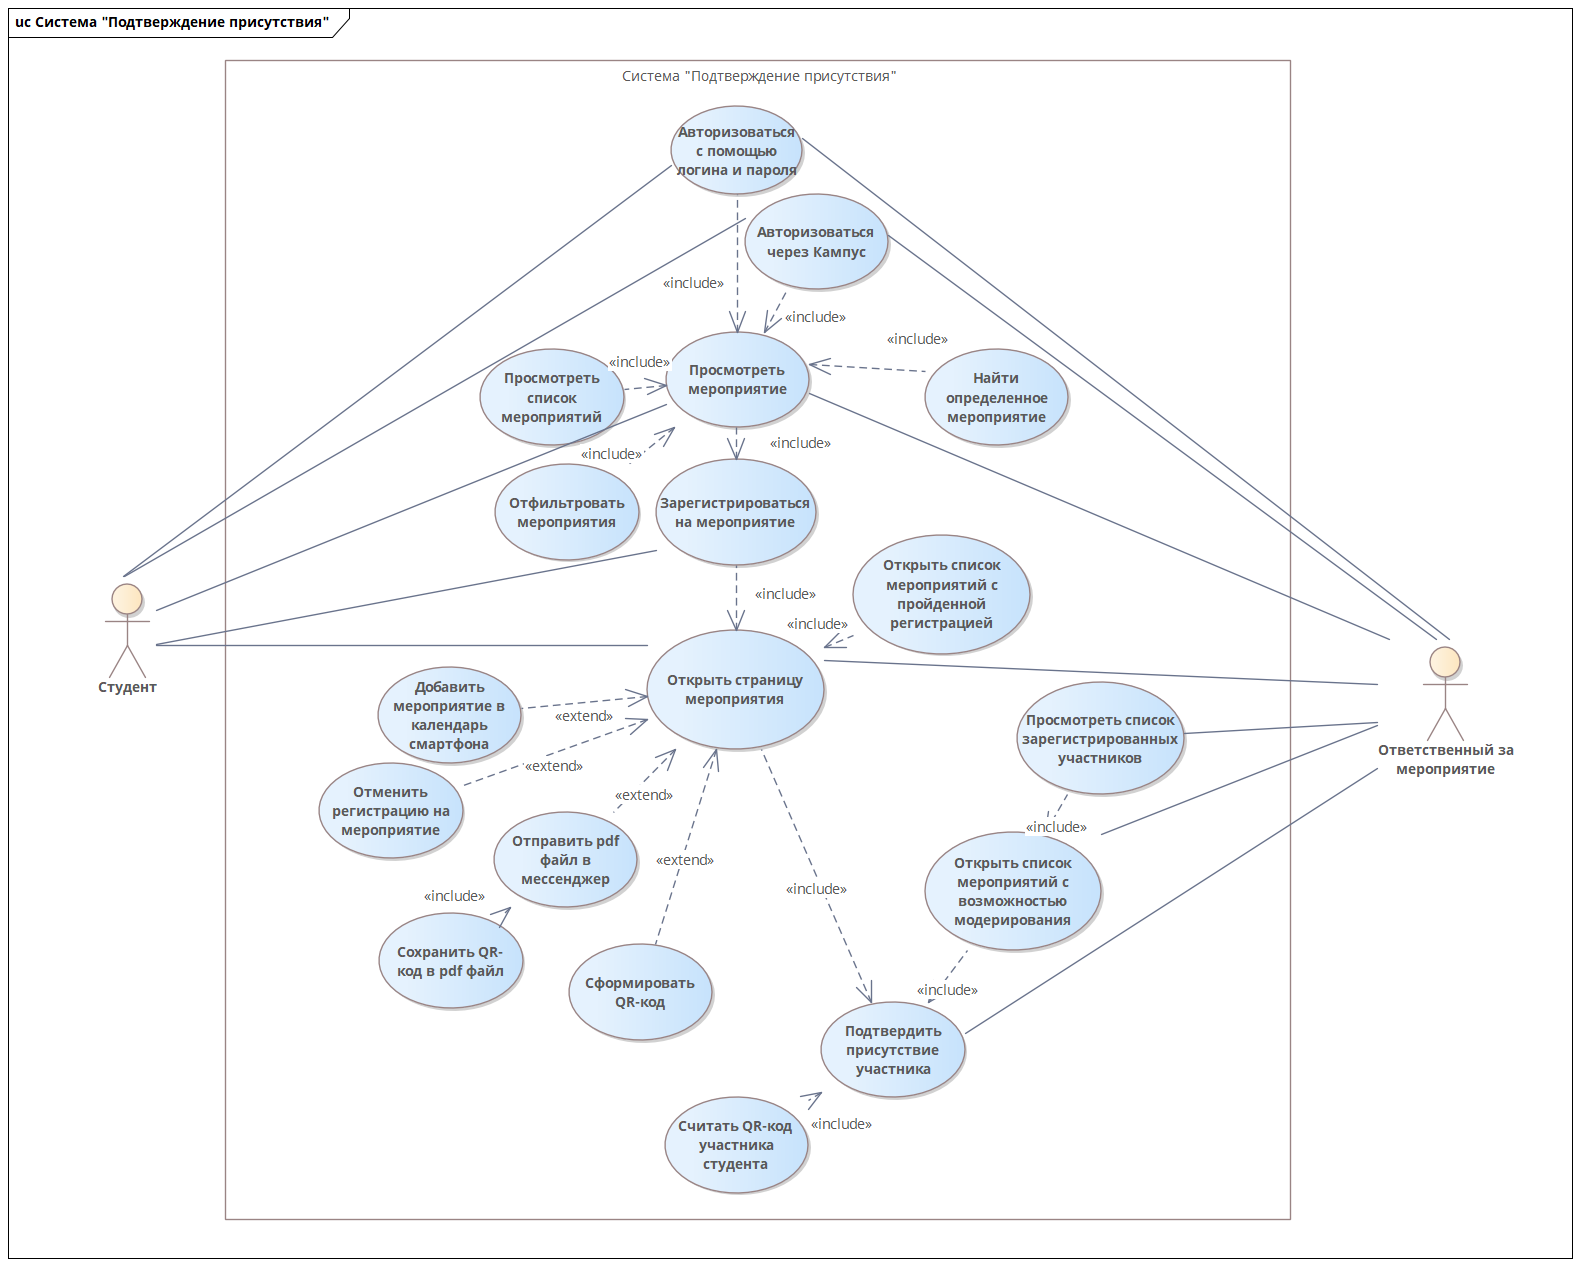 uc Система "Подтверждение присутствия"
Система "Подтверждение присутствия"
Авторизоваться
с помощью
логина и пароля
Авторизоваться
через Кампус
«include»
«include»
«include»
«include»
Просмотреть
список
мероприятий
Просмотреть
мероприятие
Найти
определенное
мероприятие
«include»
«include»
Отфильтровать
мероприятия
Зарегистрироваться
на мероприятие
Открыть список
мероприятий с
пройденной
регистрацией
«include»
«include»
Студент
Открыть страницу
мероприятия
Добавить
мероприятие в
календарь
смартфона
«extend»
Просмотреть список
зарегистрированных
участников
Ответственный за
мероприятие
«extend»
Отменить
регистрацию на
мероприятие
«extend»
«include»
Отправить pdf
файл в
мессенджер
«extend»
Открыть список
мероприятий с
возможностью
модерирования
«include»
«include»
Сохранить QR-
код в pdf файл
Сформировать
QR-код
«include»
Подтвердить
присутствие
участника
Считать QR-код
участника
студента
«include»